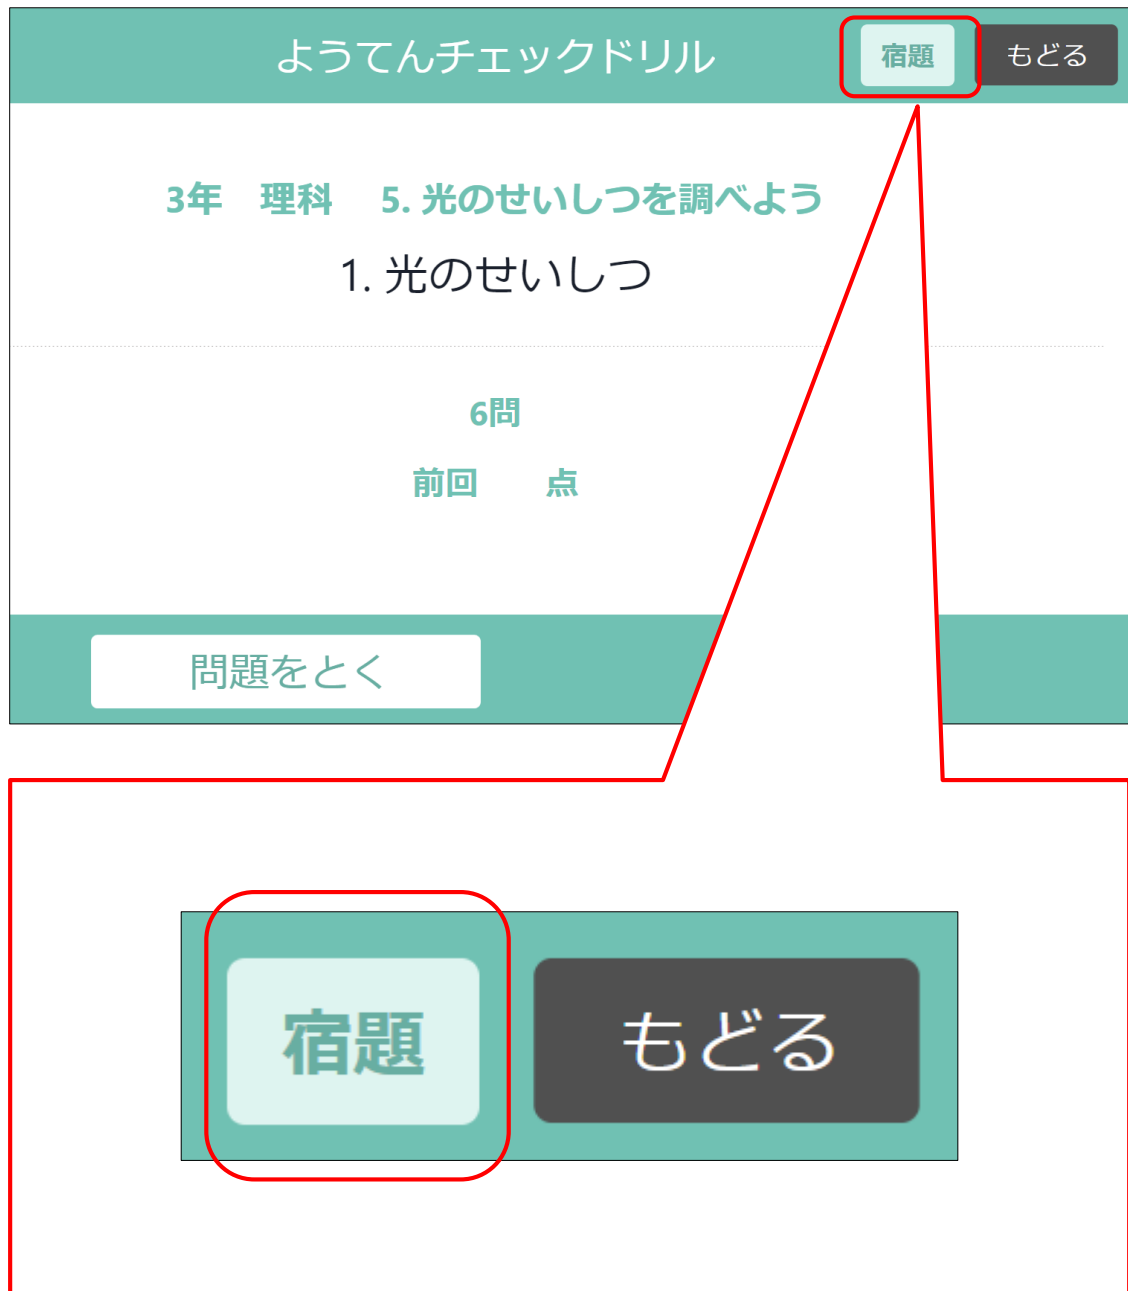 ようてんチェックドリル 宿題 もどる
3年 理科 5. 光のせいしつを調べよう
1. 光のせいしつ
6問
前回 点
問題をとく
宿題 もどる